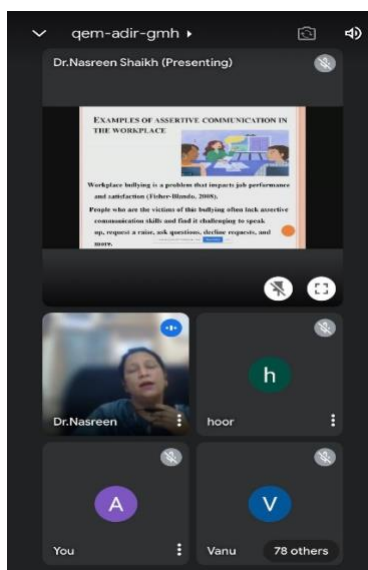 qem-adir-gmh
Dr.Nasreen Shaikh (Presenting)
EXAMPLES OF ASSERTIVE COMMUNICATION IN
THE WORKPLACE
Workplace bullying is a problem that impacts job performance
and satisfaction (Fisher-Blando, 2008).
People who are the victims of this bullying often lack assertive
communication skills and find it challenging to speak
up, request a raise, ask questions, decline requests, and
more.
Dr.Nasreen
h
hoor
A
You
V
Vanu
78 others